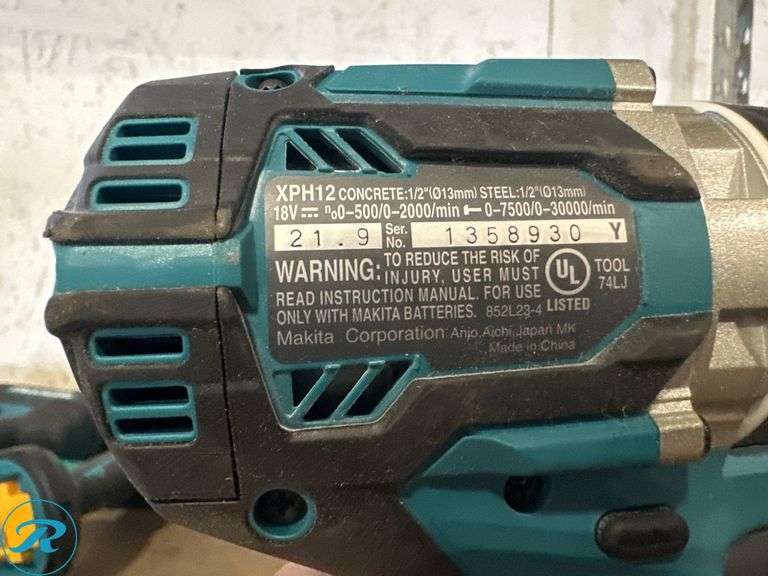 XPH12 CONCRETE:1/2"(Ø13mm) STEEL:1/2"(Ø13mm)
18V⎓ n₀0-500/0-2000/min 0-7500/0-30000/min
21.9 Ser. No. 1358930 Y
WARNING: TO REDUCE THE RISK OF
INJURY, USER MUST
READ INSTRUCTION MANUAL. FOR USE
ONLY WITH MAKITA BATTERIES. 852L23-4
UL
LISTED
TOOL
74LJ
Makita Corporation Anjo, Aichi, Japan MK
Made in China
R